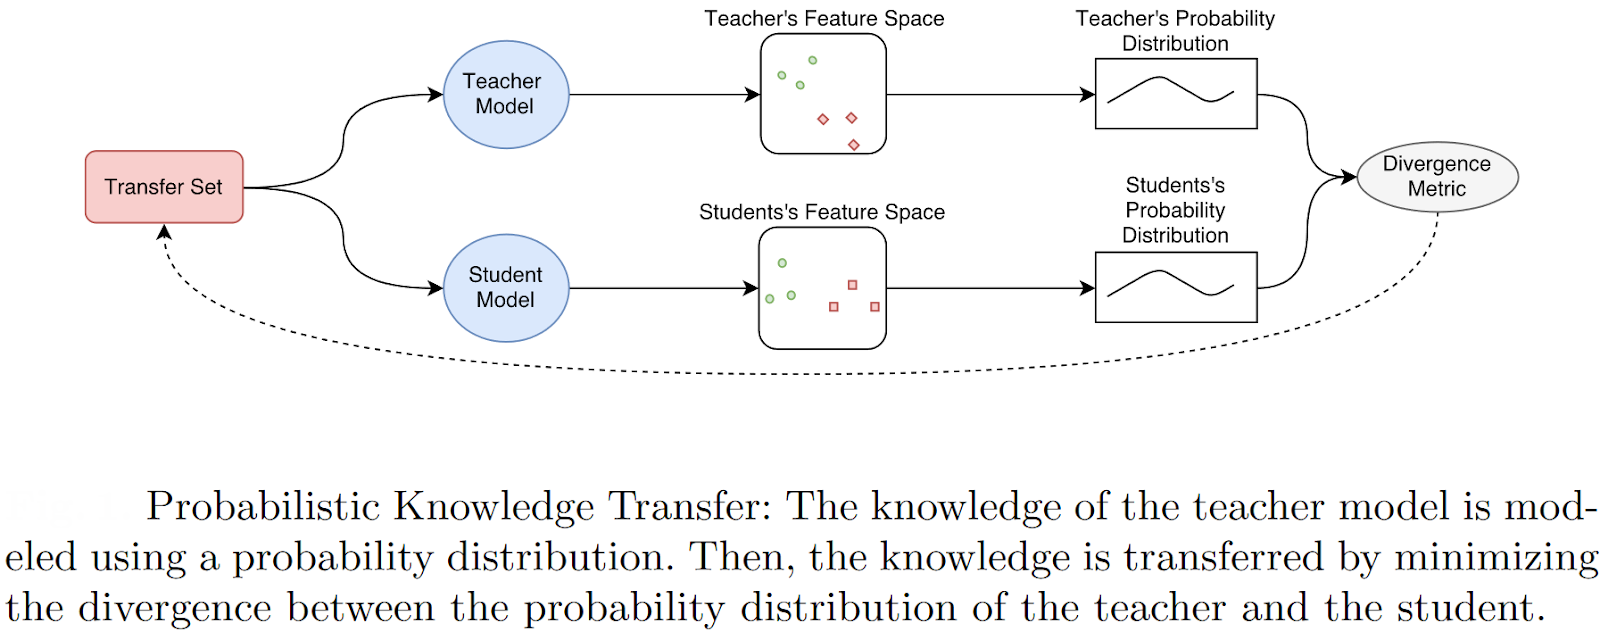 Teacher's Feature Space
Teacher's Probability
Distribution
Teacher
Model
Transfer Set
Divergence
Metric
Students's Feature Space
Students's
Probability
Distribution
Student
Model
Probabilistic Knowledge Transfer: The knowledge of the teacher model is mod-
eled using a probability distribution. Then, the knowledge is transferred by minimizing
the divergence between the probability distribution of the teacher and the student.